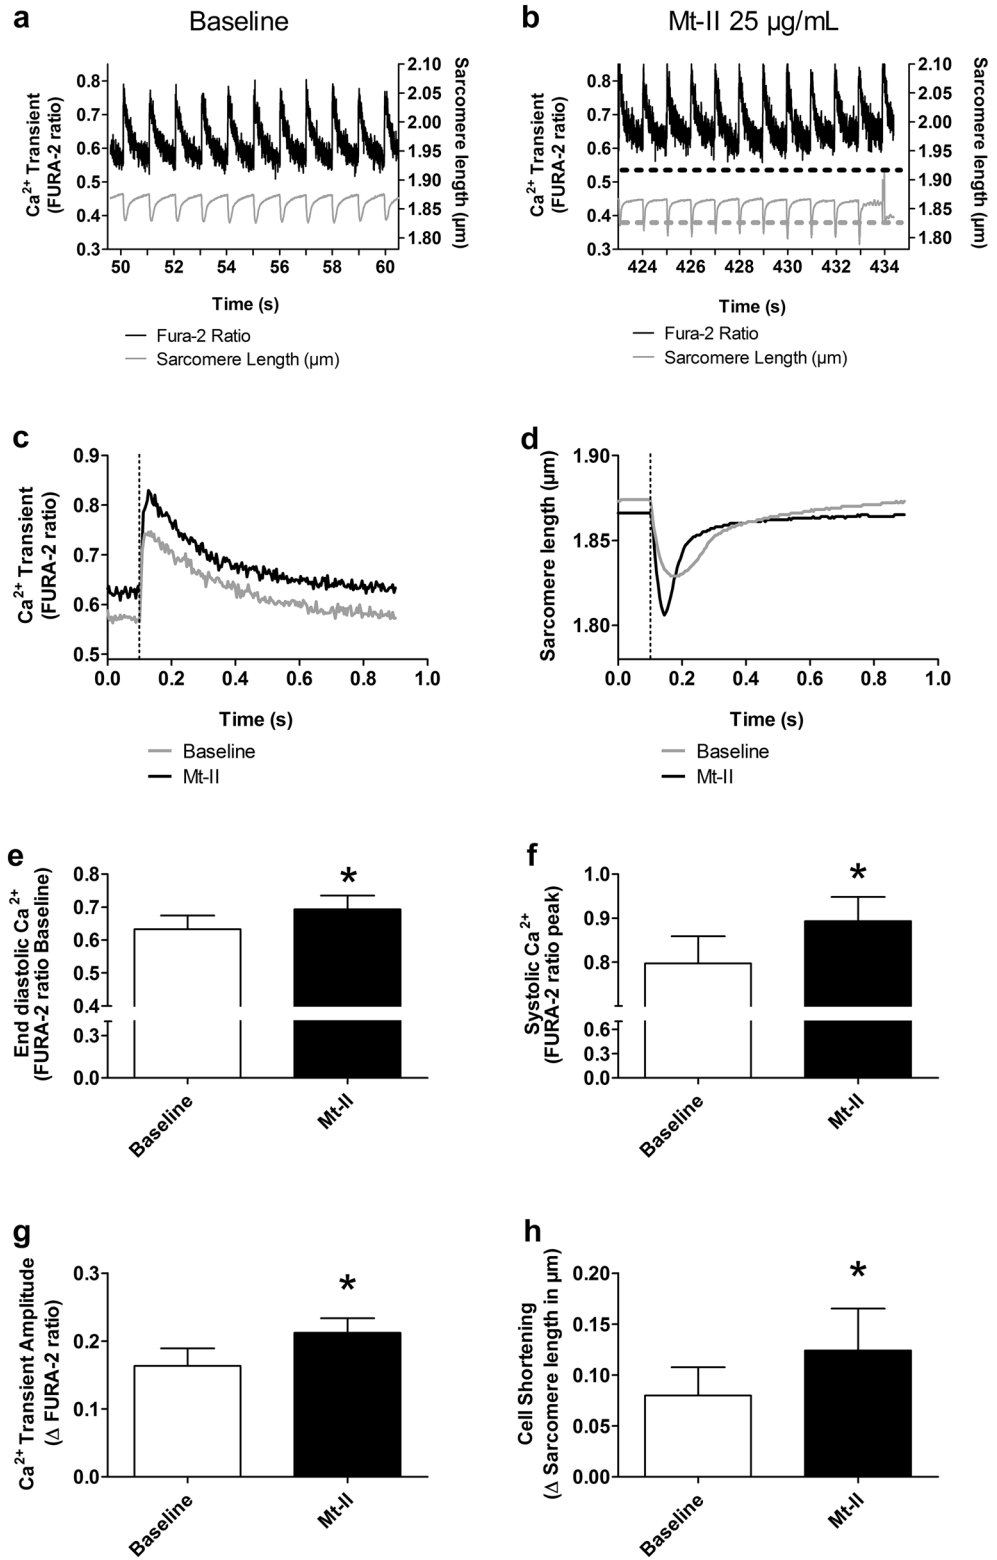 a
Baseline
0.8
0.7
0.6
0.5
0.4
0.3
Ca2+ Transient
(FURA-2 ratio)
2.10
2.05
2.00
1.95
1.90
1.85
1.80
Sarcomere length (µm)
50 52 54 56 58 60
Time (s)
Fura-2 Ratio
Sarcomere Length (µm)
b
Mt-II 25 µg/mL
0.8
0.7
0.6
0.5
0.4
0.3
Ca2+ Transient
(FURA-2 ratio)
2.10
2.05
2.00
1.95
1.90
1.85
1.80
Sarcomere length (µm)
424 426 428 430 432 434
Time (s)
Fura-2 Ratio
Sarcomere Length (µm)
c
0.9
0.8
0.7
0.6
0.5
Ca2+ Transient
(FURA-2 ratio)
0.0 0.2 0.4 0.6 0.8 1.0
Time (s)
Baseline
Mt-II
d
1.90
1.85
1.80
Sarcomere length (µm)
0.0 0.2 0.4 0.6 0.8 1.0
Time (s)
Baseline
Mt-II
e
0.8
0.7
0.6
0.5
0.4
0.3
0.0
End diastolic Ca2+
(FURA-2 ratio Baseline)
*
Baseline
Mt-II
f
1.0
0.9
0.8
0.6
0.3
0.0
Systolic Ca2+
(FURA-2 ratio peak)
*
Baseline
Mt-II
g
0.3
0.2
0.1
0.0
Ca2+ Transient Amplitude
(Δ FURA-2 ratio)
*
Baseline
Mt-II
h
0.20
0.15
0.10
0.05
0.00
Cell Shortening
(Δ Sarcomere length in µm)
*
Baseline
Mt-II